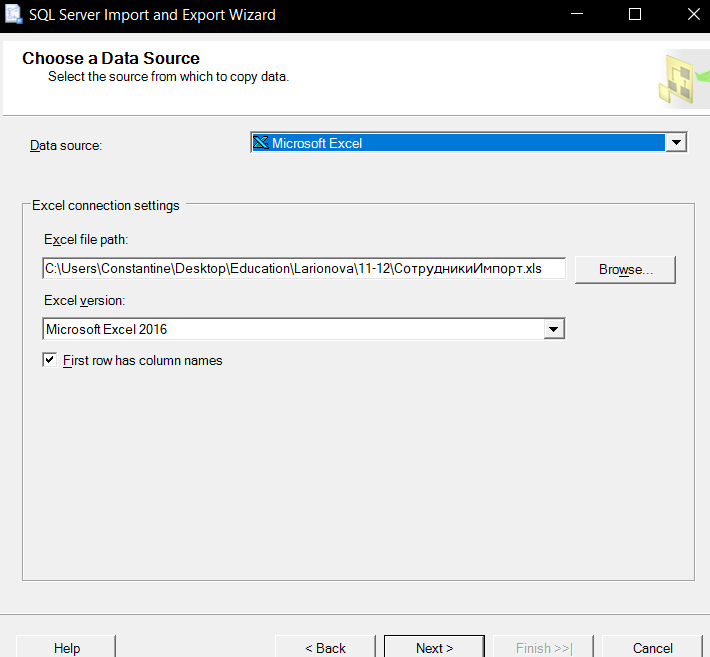 SQL Server Import and Export Wizard
Choose a Data Source
Select the source from which to copy data.
Data source:
Microsoft Excel
Excel connection settings
Excel file path:
C:\Users\Constantine\Desktop\Education\Larionova\11-12\СотрудникиИмпорт.xls
Browse...
Excel version:
Microsoft Excel 2016
First row has column names
Help
< Back
Next >
Finish >>|
Cancel